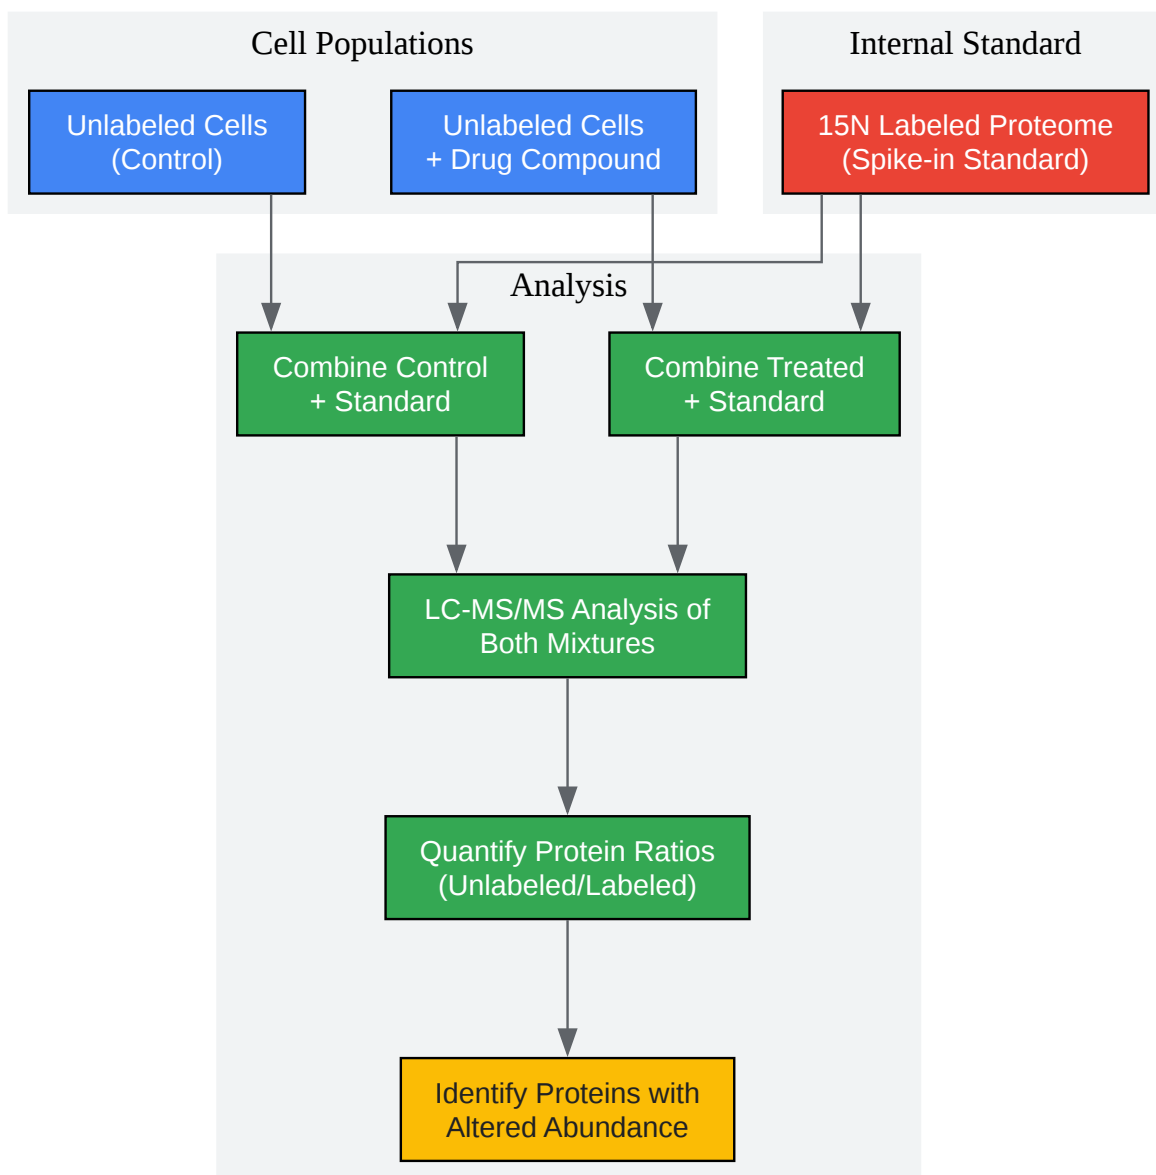 Cell Populations
Internal Standard
Unlabeled Cells
(Control)
Unlabeled Cells
+ Drug Compound
15N Labeled Proteome
(Spike-in Standard)
Analysis
Combine Control
+ Standard
Combine Treated
+ Standard
LC-MS/MS Analysis of
Both Mixtures
Quantify Protein Ratios
(Unlabeled/Labeled)
Identify Proteins with
Altered Abundance